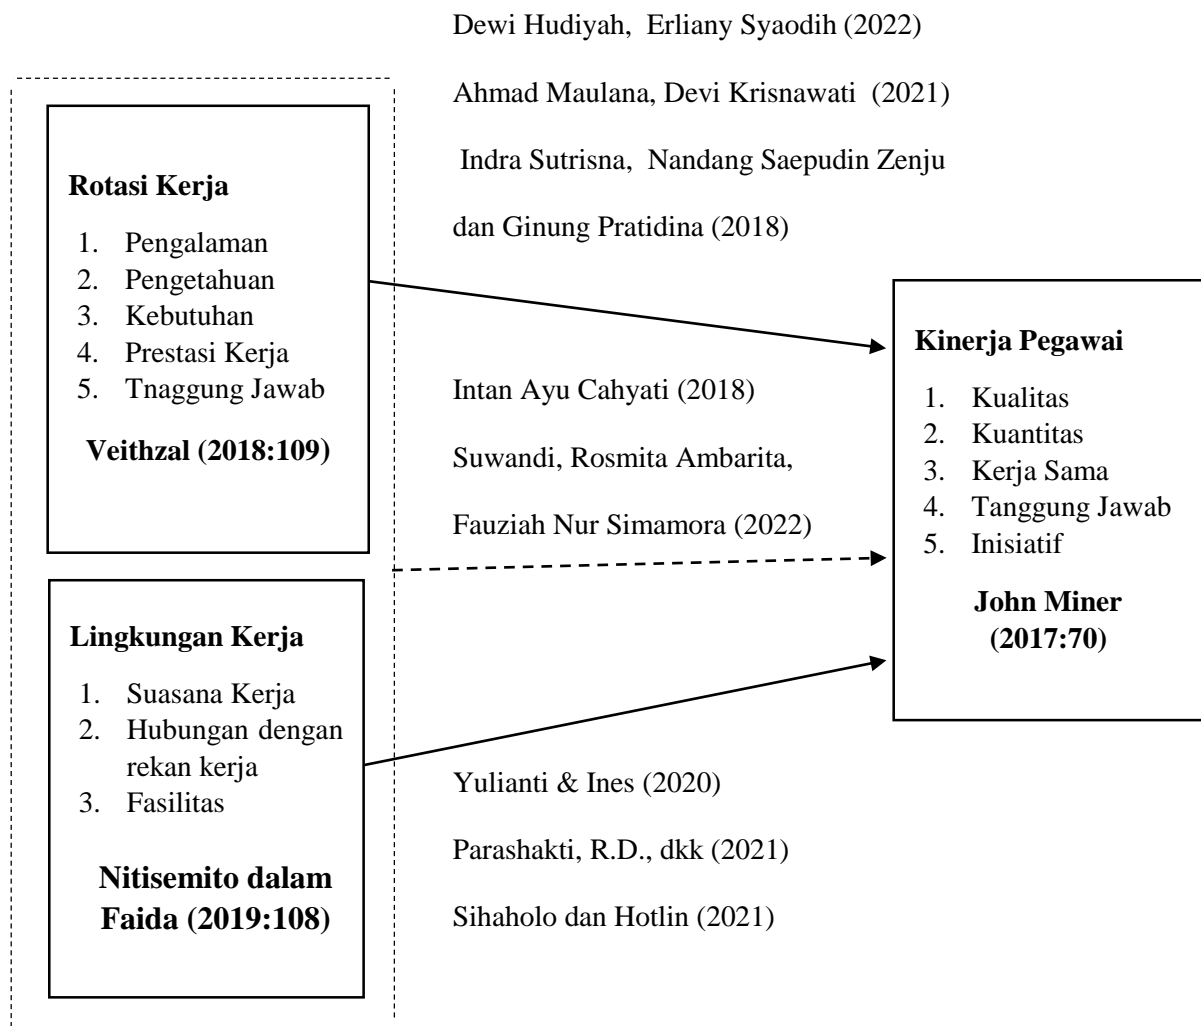 Dewi Hudiyah, Erliany Syaodih (2022)
Ahmad Maulana, Devi Krisnawati (2021)
Indra Sutrisna, Nandang Saepudin Zenju
dan Ginung Pratidina (2018)
Rotasi Kerja
1. Pengalaman
2. Pengetahuan
3. Kebutuhan
4. Prestasi Kerja
5. Tnaggung Jawab
Veithzal (2018:109)
Intan Ayu Cahyati (2018)
Suwandi, Rosmita Ambarita,
Fauziah Nur Simamora (2022)
Kinerja Pegawai
1. Kualitas
2. Kuantitas
3. Kerja Sama
4. Tanggung Jawab
5. Inisiatif
John Miner
(2017:70)
Lingkungan Kerja
1. Suasana Kerja
2. Hubungan dengan
rekan kerja
3. Fasilitas
Nitisemito dalam
Faida (2019:108)
Yulianti & Ines (2020)
Parashakti, R.D., dkk (2021)
Sihaholo dan Hotlin (2021)